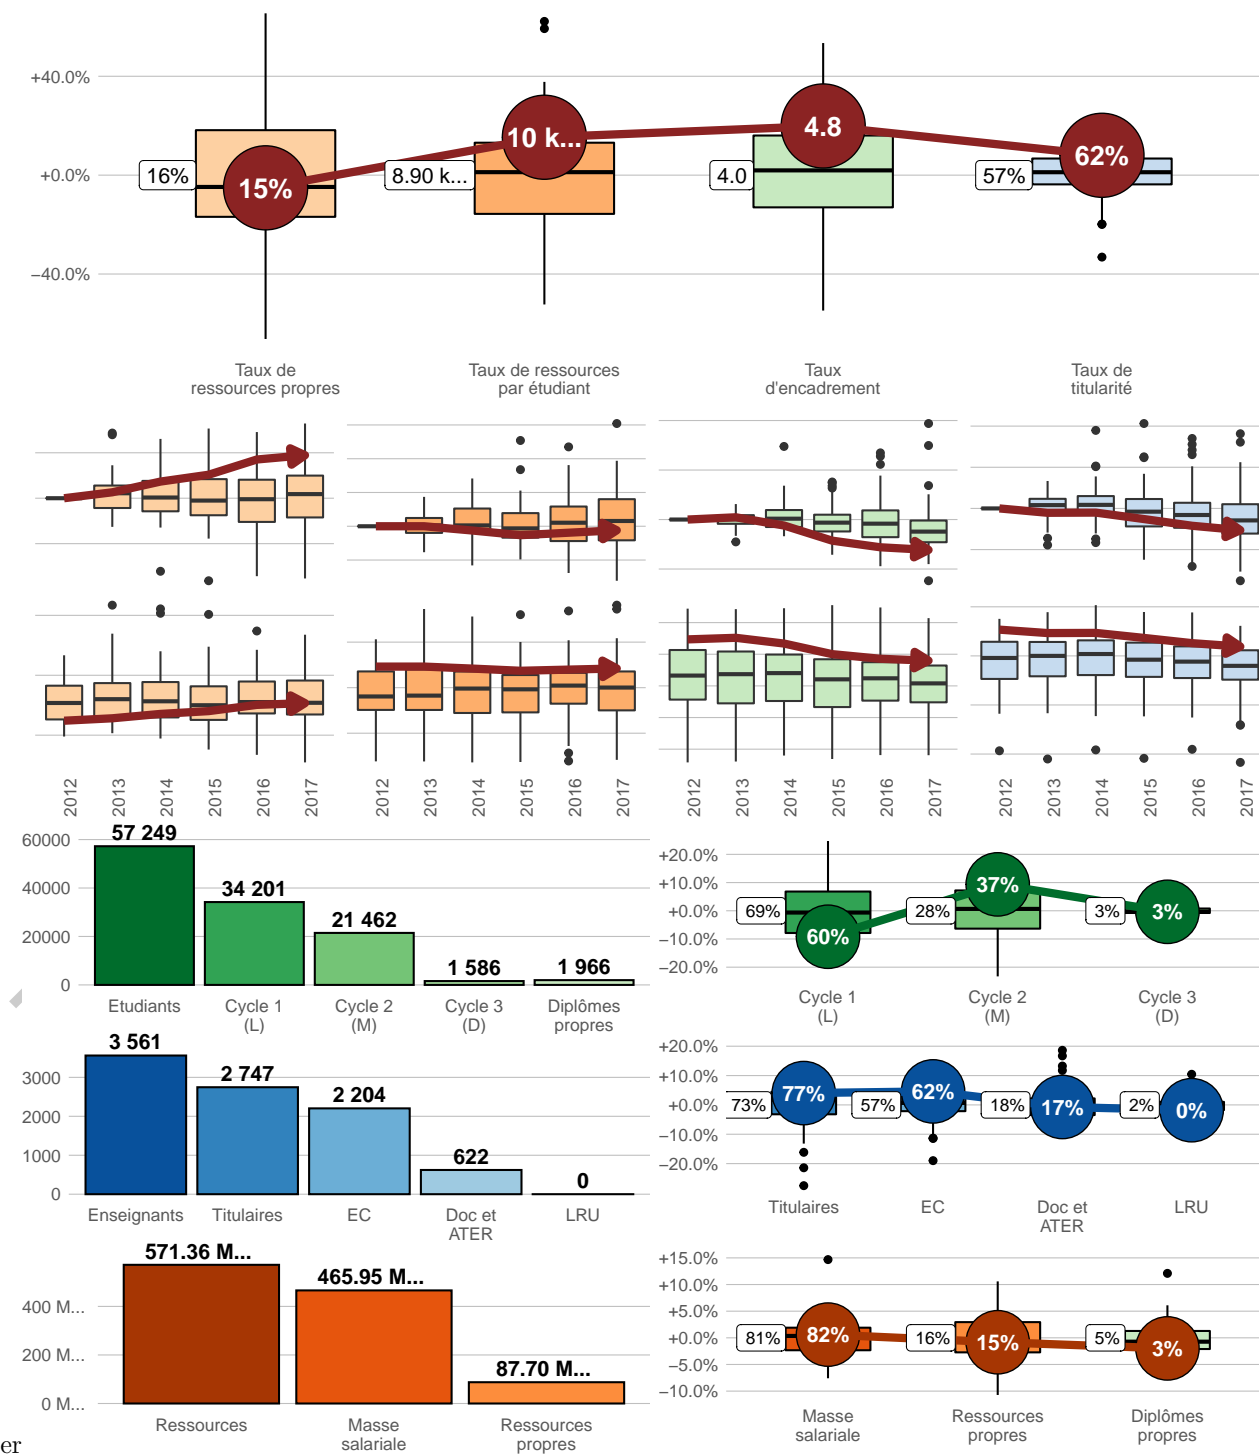 +40.0%
+0.0%
−40.0%
16%
15%
8.90 k...
10 k...
4.0
4.8
57%
62%
Taux de
ressources propres
Taux de ressources
par étudiant
Taux
d'encadrement
Taux de
titularité
2012
2013
2014
2015
2016
2017
2012
2013
2014
2015
2016
2017
2012
2013
2014
2015
2016
2017
2012
2013
2014
2015
2016
2017
60000
40000
20000
0
57 249
34 201
21 462
1 586
1 966
Etudiants
Cycle 1
(L)
Cycle 2
(M)
Cycle 3
(D)
Diplômes
propres
+20.0%
+10.0%
+0.0%
−10.0%
−20.0%
69%
60%
28%
37%
3%
3%
Cycle 1
(L)
Cycle 2
(M)
Cycle 3
(D)
3000
2000
1000
0
3 561
2 747
2 204
622
0
Enseignants
Titulaires
EC
Doc et
ATER
LRU
+20.0%
+10.0%
+0.0%
−10.0%
−20.0%
73%
77%
57%
62%
18%
17%
2%
0%
Titulaires
EC
Doc et
ATER
LRU
400 M...
200 M...
0 M...
571.36 M...
465.95 M...
87.70 M...
Ressources
Masse
salariale
Ressources
propres
+15.0%
+10.0%
+5.0%
+0.0%
−5.0%
−10.0%
81%
82%
16%
15%
5%
3%
Masse
salariale
Ressources
propres
Diplômes
propres
er